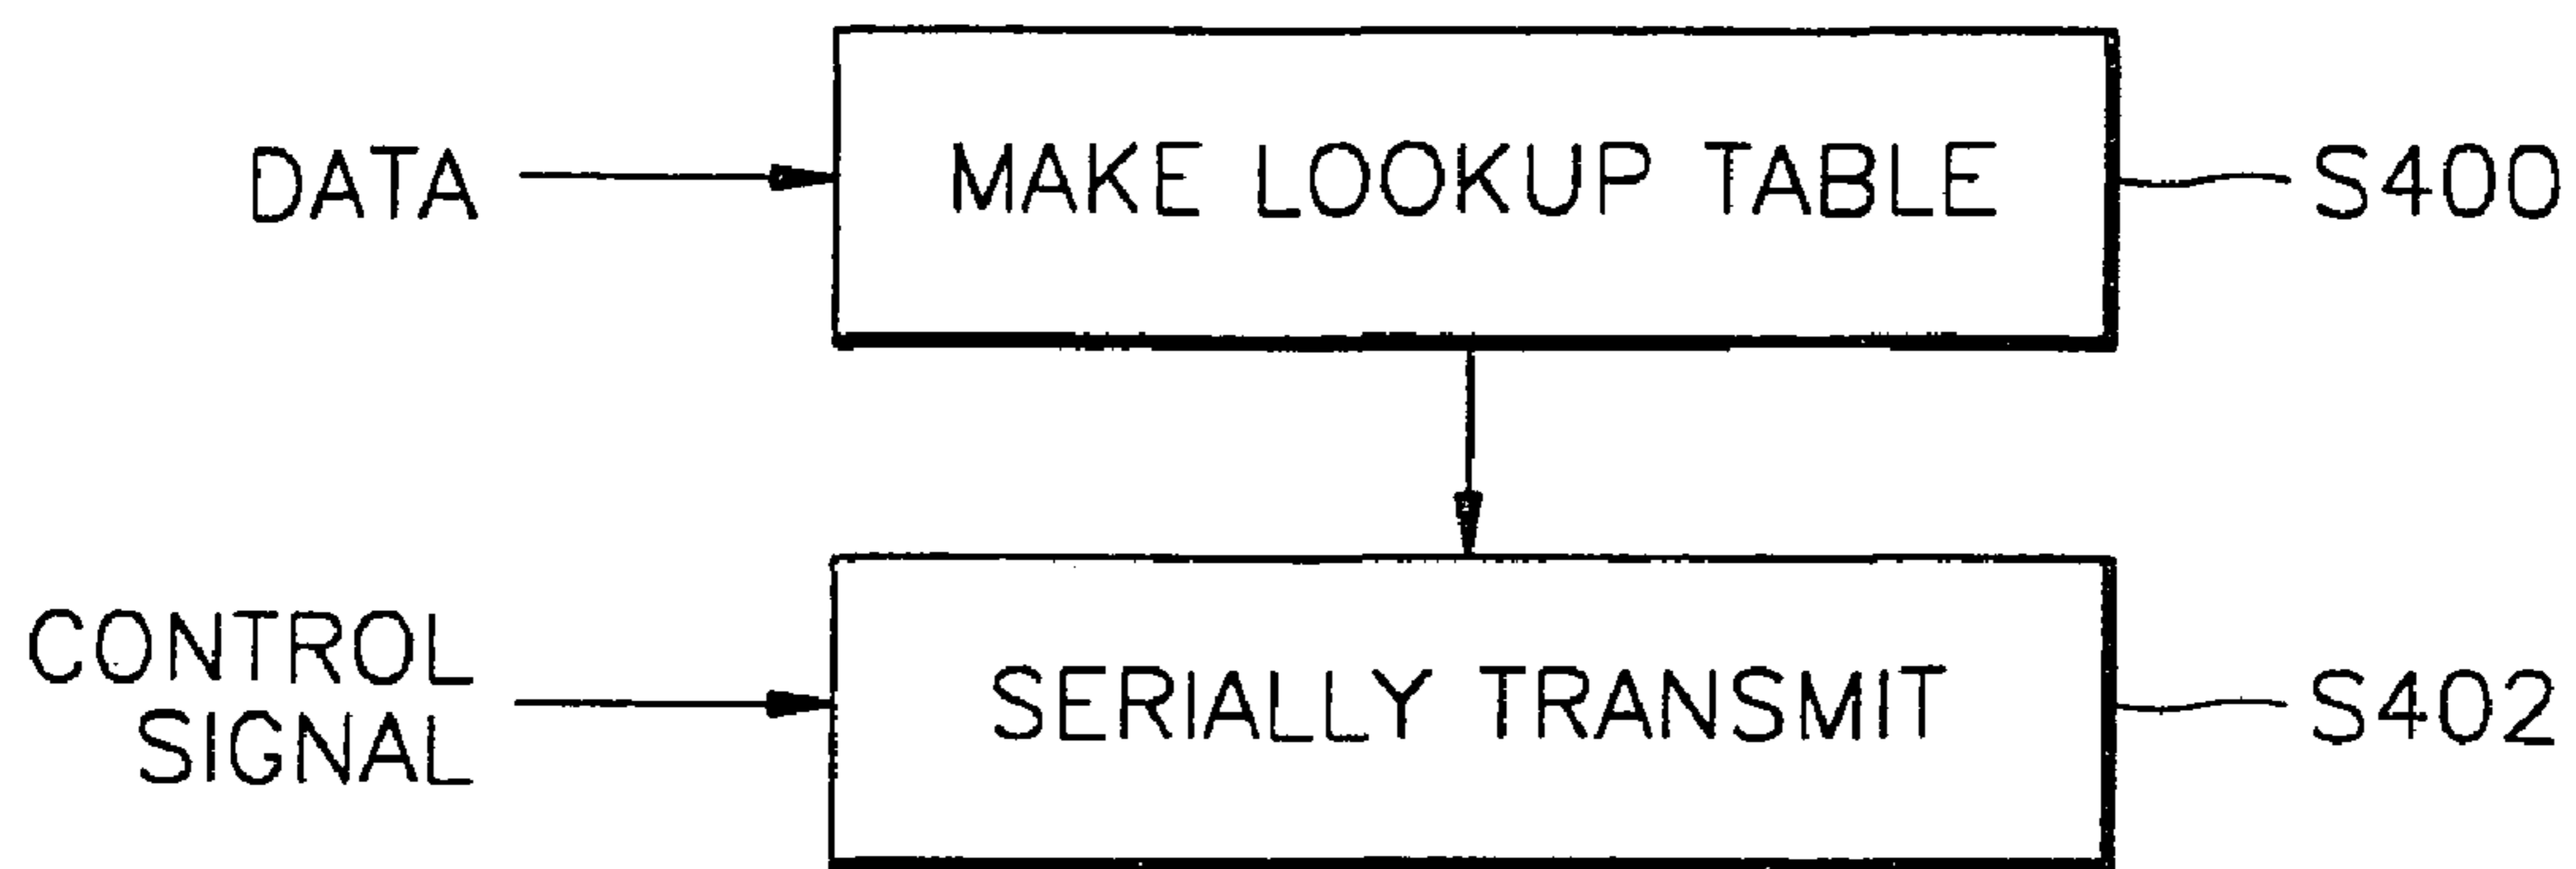 DATA
MAKE LOOKUP TABLE
S400
CONTROL
SIGNAL
SERIALLY TRANSMIT
S402